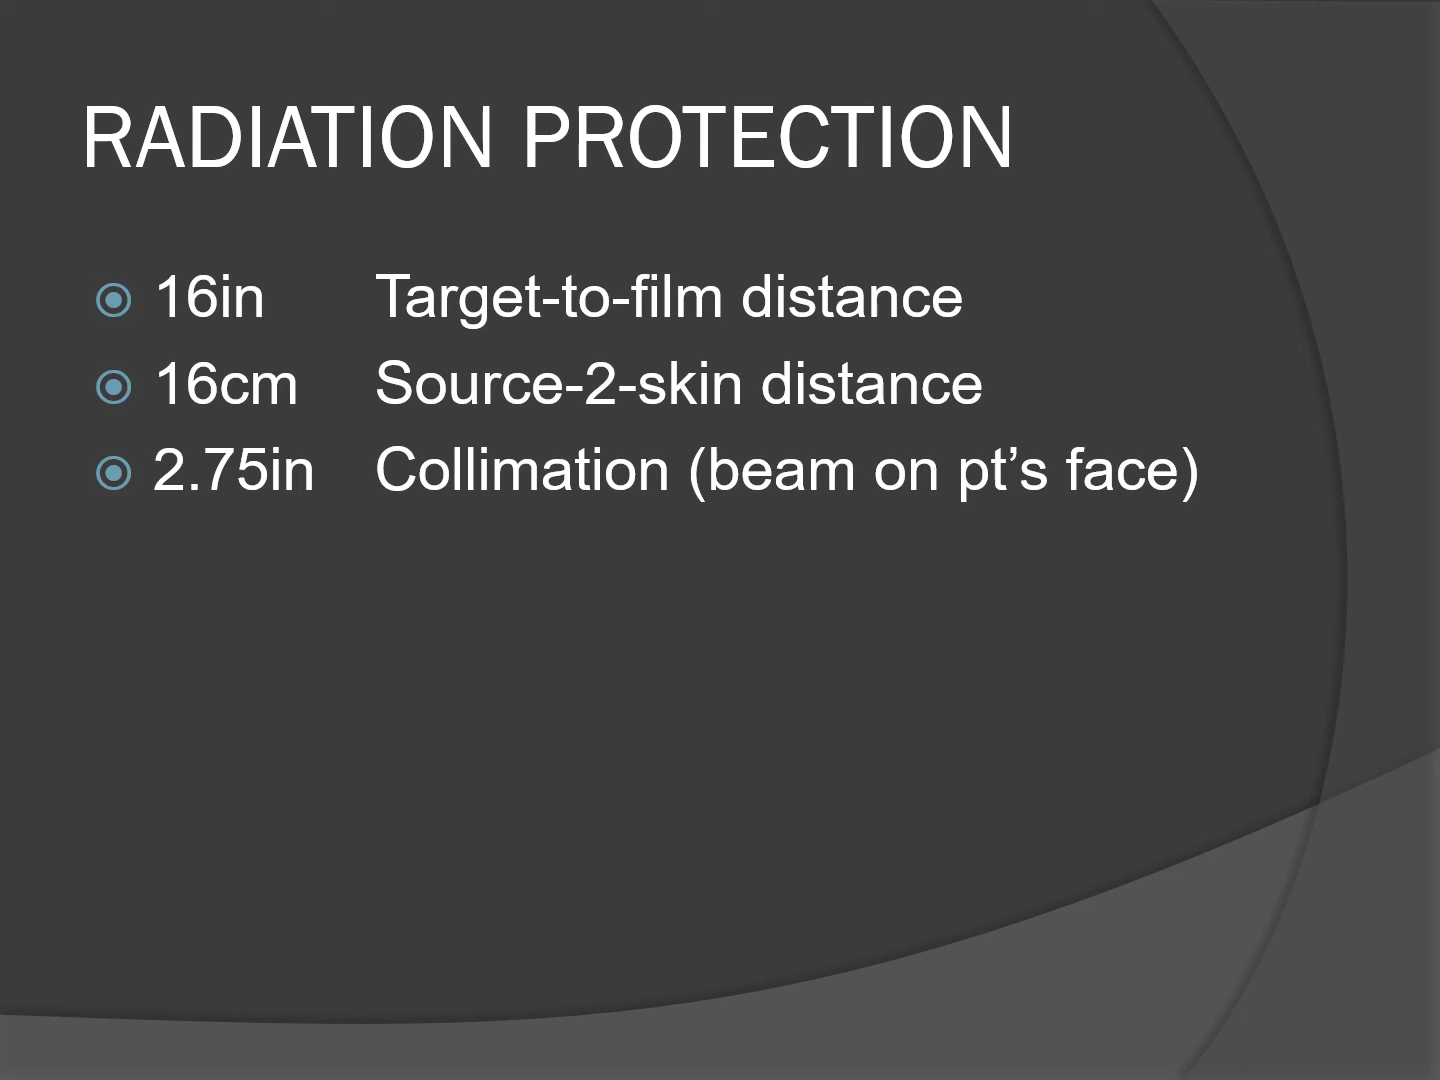 RADIATION PROTECTION
16in Target-to-film distance
16cm Source-2-skin distance
2.75in Collimation (beam on pt’s face)